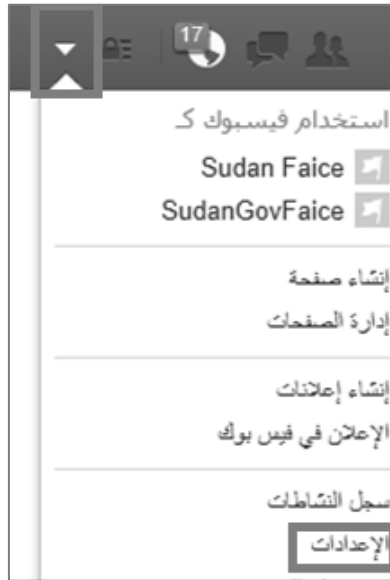 17
استخدام فيسبوك كـ
Sudan Faice
SudanGovFaice
إنشاء صفحة
إدارة الصفحات
إنشاء إعلانات
الإعلان في فيس بوك
سجل النشاطات
الإعدادات